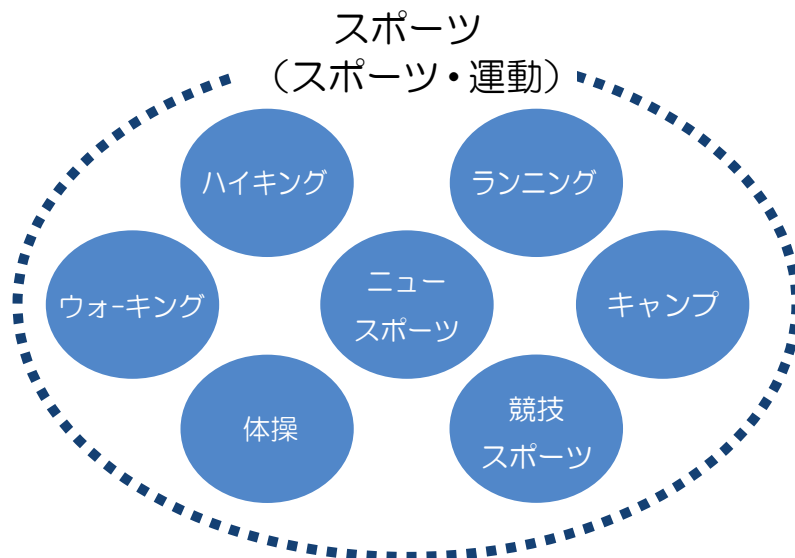 スポーツ
（スポーツ・運動）
ハイキング
ランニング
ウォｰキング
ニュー
スポーツ
キャンプ
体操
競技
スポーツ